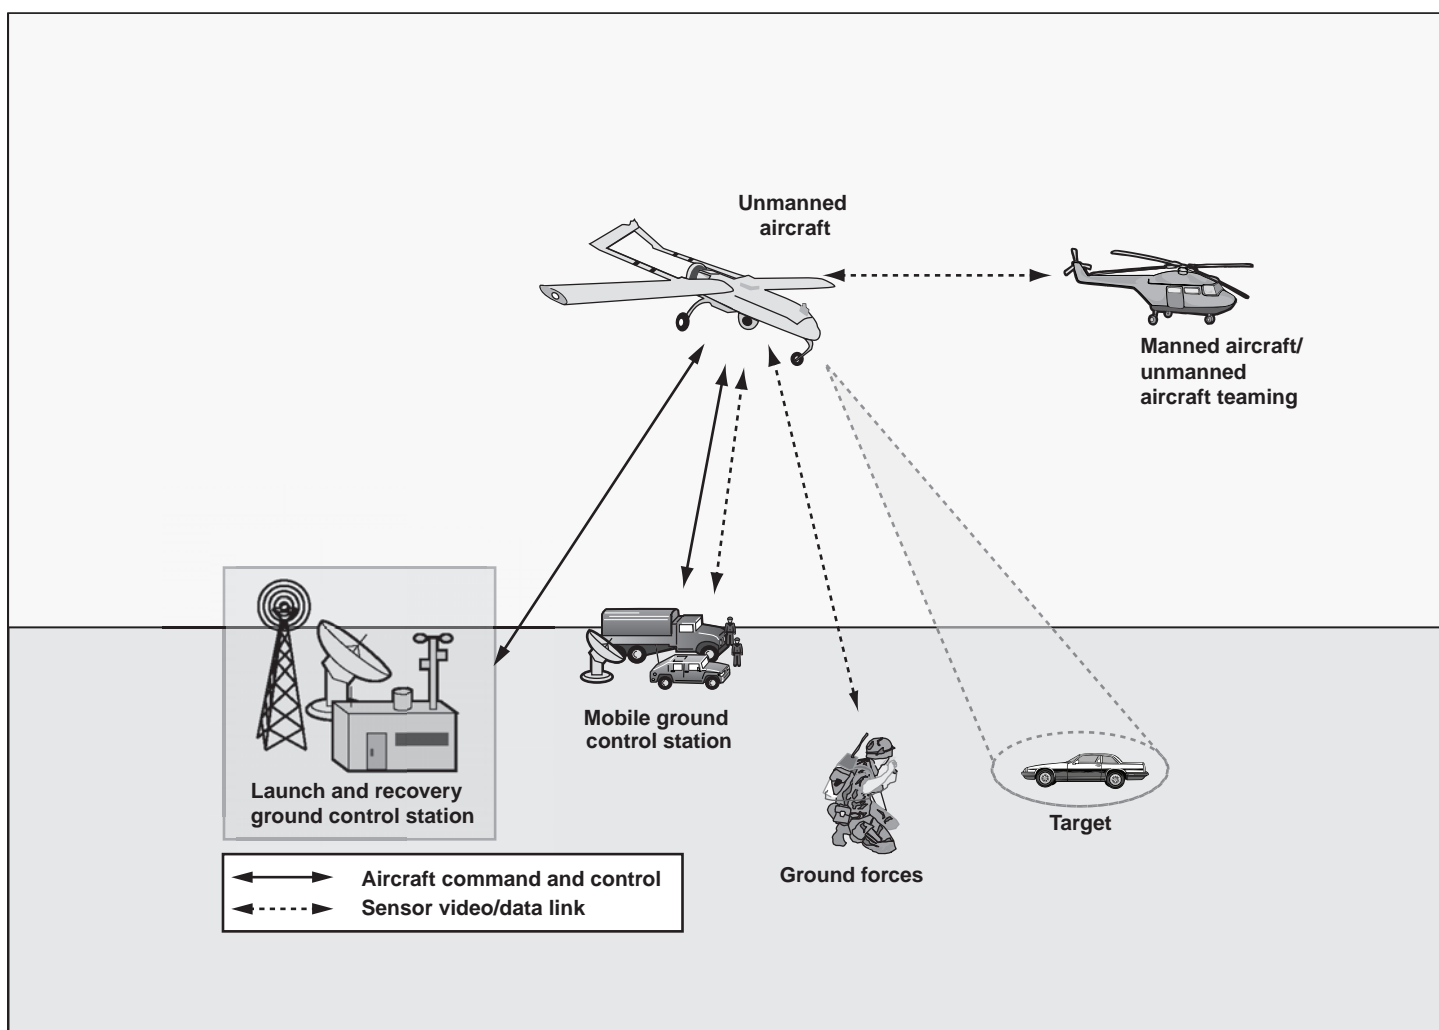 Unmanned
aircraft
Manned aircraft/
unmanned
aircraft teaming
Mobile ground
control station
Launch and recovery
ground control station
Target
Ground forces
Aircraft command and control
Sensor video/data link